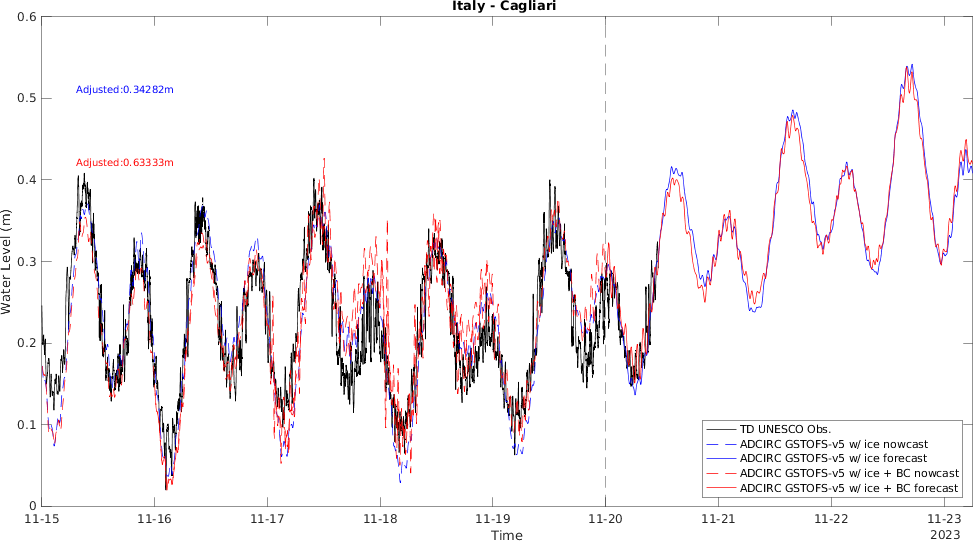 Italy - Cagliari
0.6
0.5
0.4
0.3
0.2
0.1
0
Water Level (m)
Adjusted:0.34282m
Adjusted:0.63333m
TD UNESCO Obs.
ADCIRC GSTOFS-v5 w/ ice nowcast
ADCIRC GSTOFS-v5 w/ ice forecast
ADCIRC GSTOFS-v5 w/ ice + BC nowcast
ADCIRC GSTOFS-v5 w/ ice + BC forecast
11-15 11-16 11-17 11-18 11-19 11-20 11-21 11-22 11-23
Time
2023